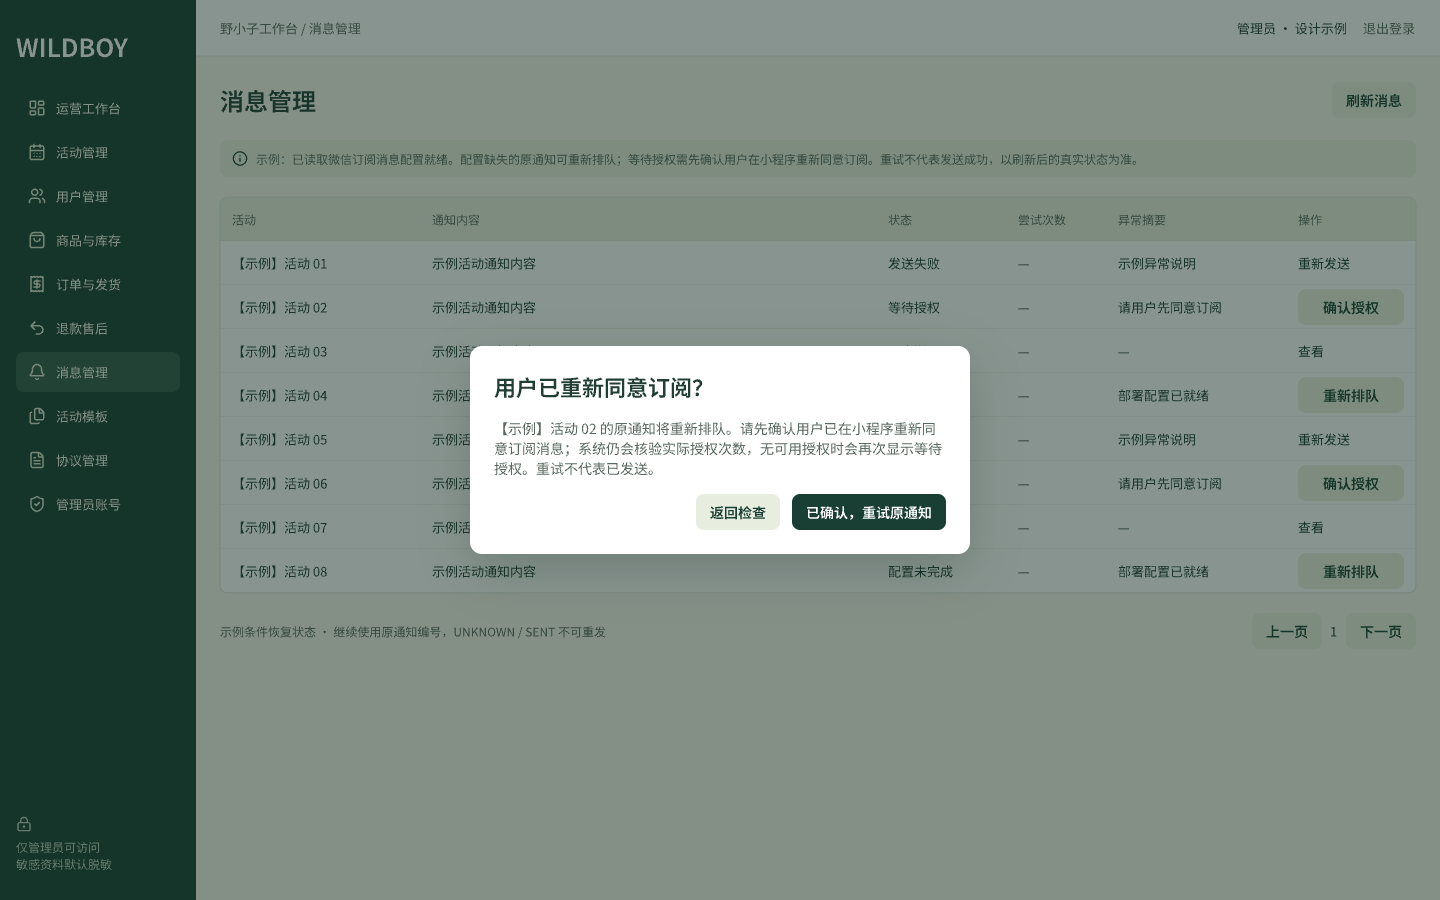 WILDBOY
运营工作台
活动管理
用户管理
商品与库存
订单与发货
退款售后
消息管理
活动模板
协议管理
管理员账号
仅管理员可访问
敏感资料默认脱敏
野小子工作台 / 消息管理
管理员 · 设计示例 退出登录
消息管理
刷新消息
示例：已读取微信订阅消息配置就绪。配置缺失的原通知可重新排队；等待授权需先确认用户在小程序重新同意订阅。重试不代表发送成功，以刷新后的真实状态为准。
活动 通知内容 状态 尝试次数 异常摘要 操作
【示例】活动 01 示例活动通知内容 发送失败 — 示例异常说明 重新发送
【示例】活动 02 示例活动通知内容 等待授权 — 请用户先同意订阅 确认授权
【示例】活动 03 示例活 — — 查看
【示例】活动 04 示例 — 部署配置已就绪 重新排队
【示例】活动 05 示例 — 示例异常说明 重新发送
【示例】活动 06 示例 — 请用户先同意订阅 确认授权
【示例】活动 07 示例 — — 查看
【示例】活动 08 示例活动通知内容 配置未完成 — 部署配置已就绪 重新排队
用户已重新同意订阅？
【示例】活动 02 的原通知将重新排队。请先确认用户已在小程序重新同
意订阅消息；系统仍会核验实际授权次数，无可用授权时会再次显示等待
授权。重试不代表已发送。
返回检查 已确认，重试原通知
示例条件恢复状态 · 继续使用原通知编号，UNKNOWN / SENT 不可重发
上一页 1 下一页